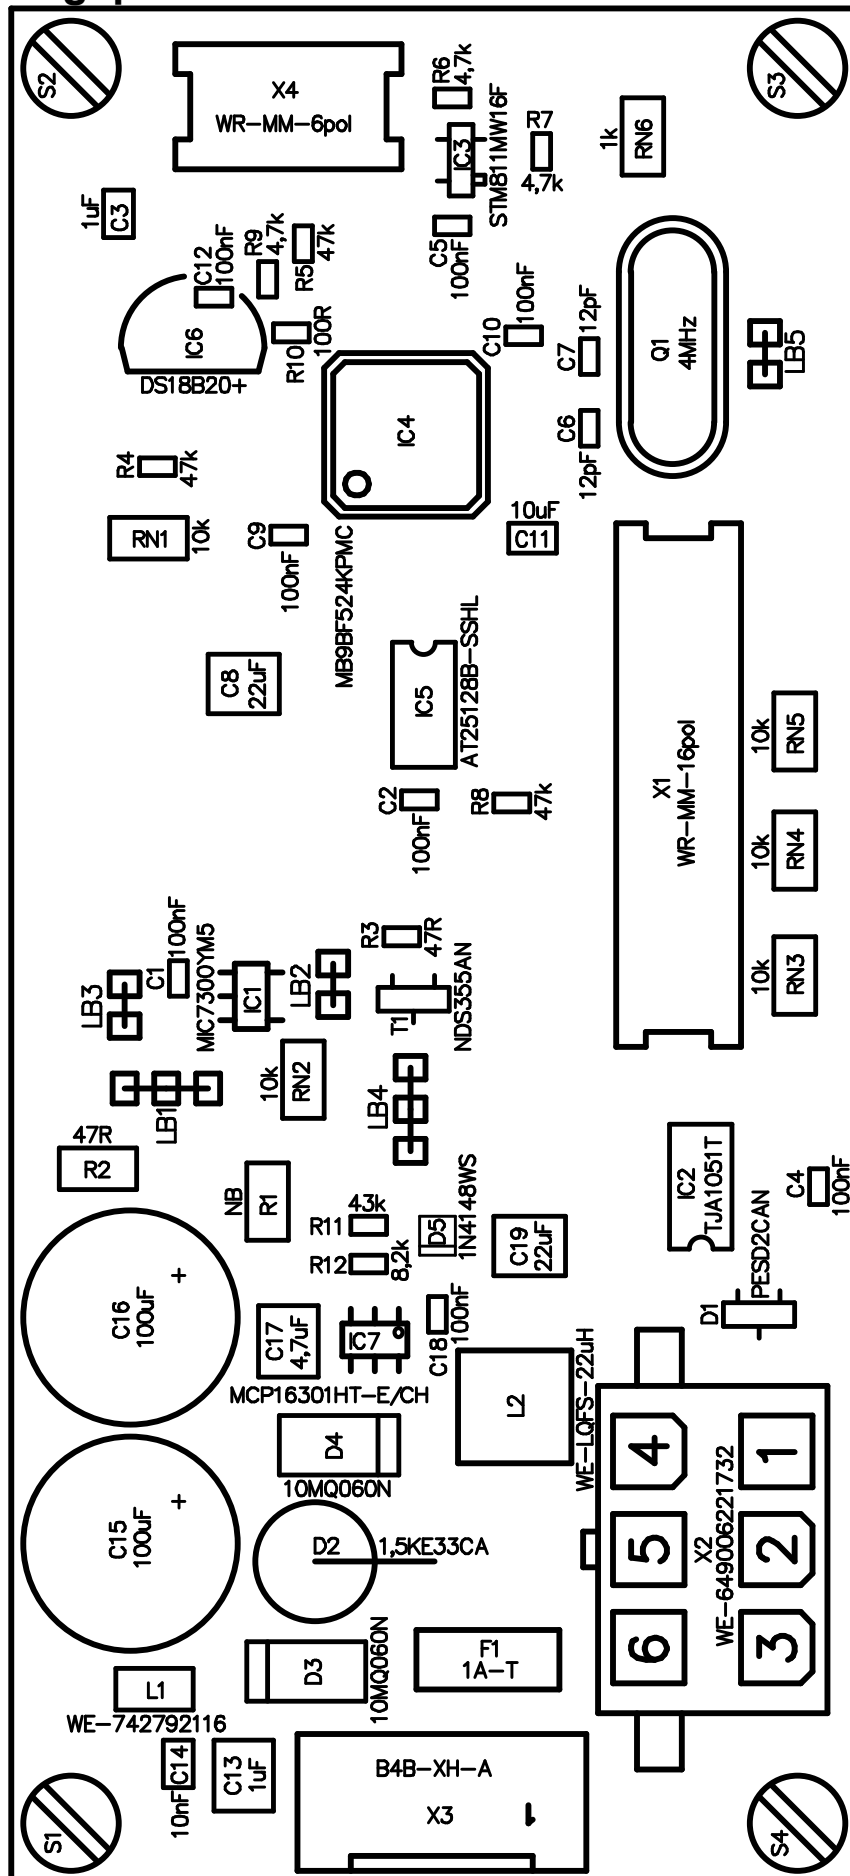 S2
X4
WR-MM-6pol
R6
4,7k
IC3
STM811MW16F
R7
4,7k
1k
RN6
S3
1uF
C3
C12
100nF
R9
4,7k
R5
47k
C5
100nF
IC6
DS18B20+
R10
100R
C10
100nF
C7
12pF
Q1
4MHz
LB5
IC4
C6
12pF
R4
47k
RN1
10k
C9
100nF
MB9BF524KPMC
10uF
C11
C8
22uF
IC5
AT25128B-SSHL
X1
WR-MM-16pol
10k
RN5
C2
100nF
R8
47k
10k
RN4
R3
47R
LB3
C1
100nF
MIC7300YM5
IC1
LB2
T1
NDS355AN
10k
RN3
LB1
10k
RN2
LB4
47R
R2
NB
R1
R11
43k
R12
8,2k
D5
1N4148WS
C19
22uF
IC2
TJA1051T
C4
100nF
C16
100uF
+
C17
4,7uF
IC7
C18
100nF
D1
PESD2CAN
MCP16301HT-E/CH
L2
WE-LQFS-22uH
D4
10MQ060N
4
1
C15
100uF
+
D2
1,5KE33CA
5
X2
WE-649006221732
2
D3
10MQ060N
F1
1A-T
6
3
L1
WE-742792116
C14
10nF
C13
1uF
B4B-XH-A
X3
1
S1
S4